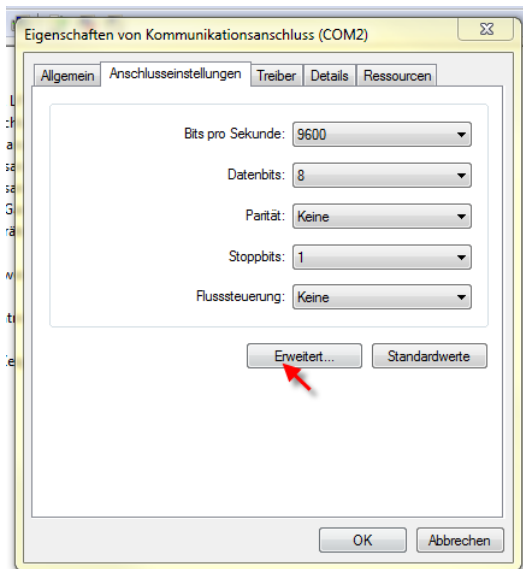 Eigenschaften von Kommunikationsanschluss (COM2)
Allgemein Anschlusseinstellungen Treiber Details Ressourcen
Bits pro Sekunde: 9600
Datenbits: 8
Parität: Keine
Stoppbits: 1
Flusssteuerung: Keine
Erweitert... Standardwerte
OK Abbrechen